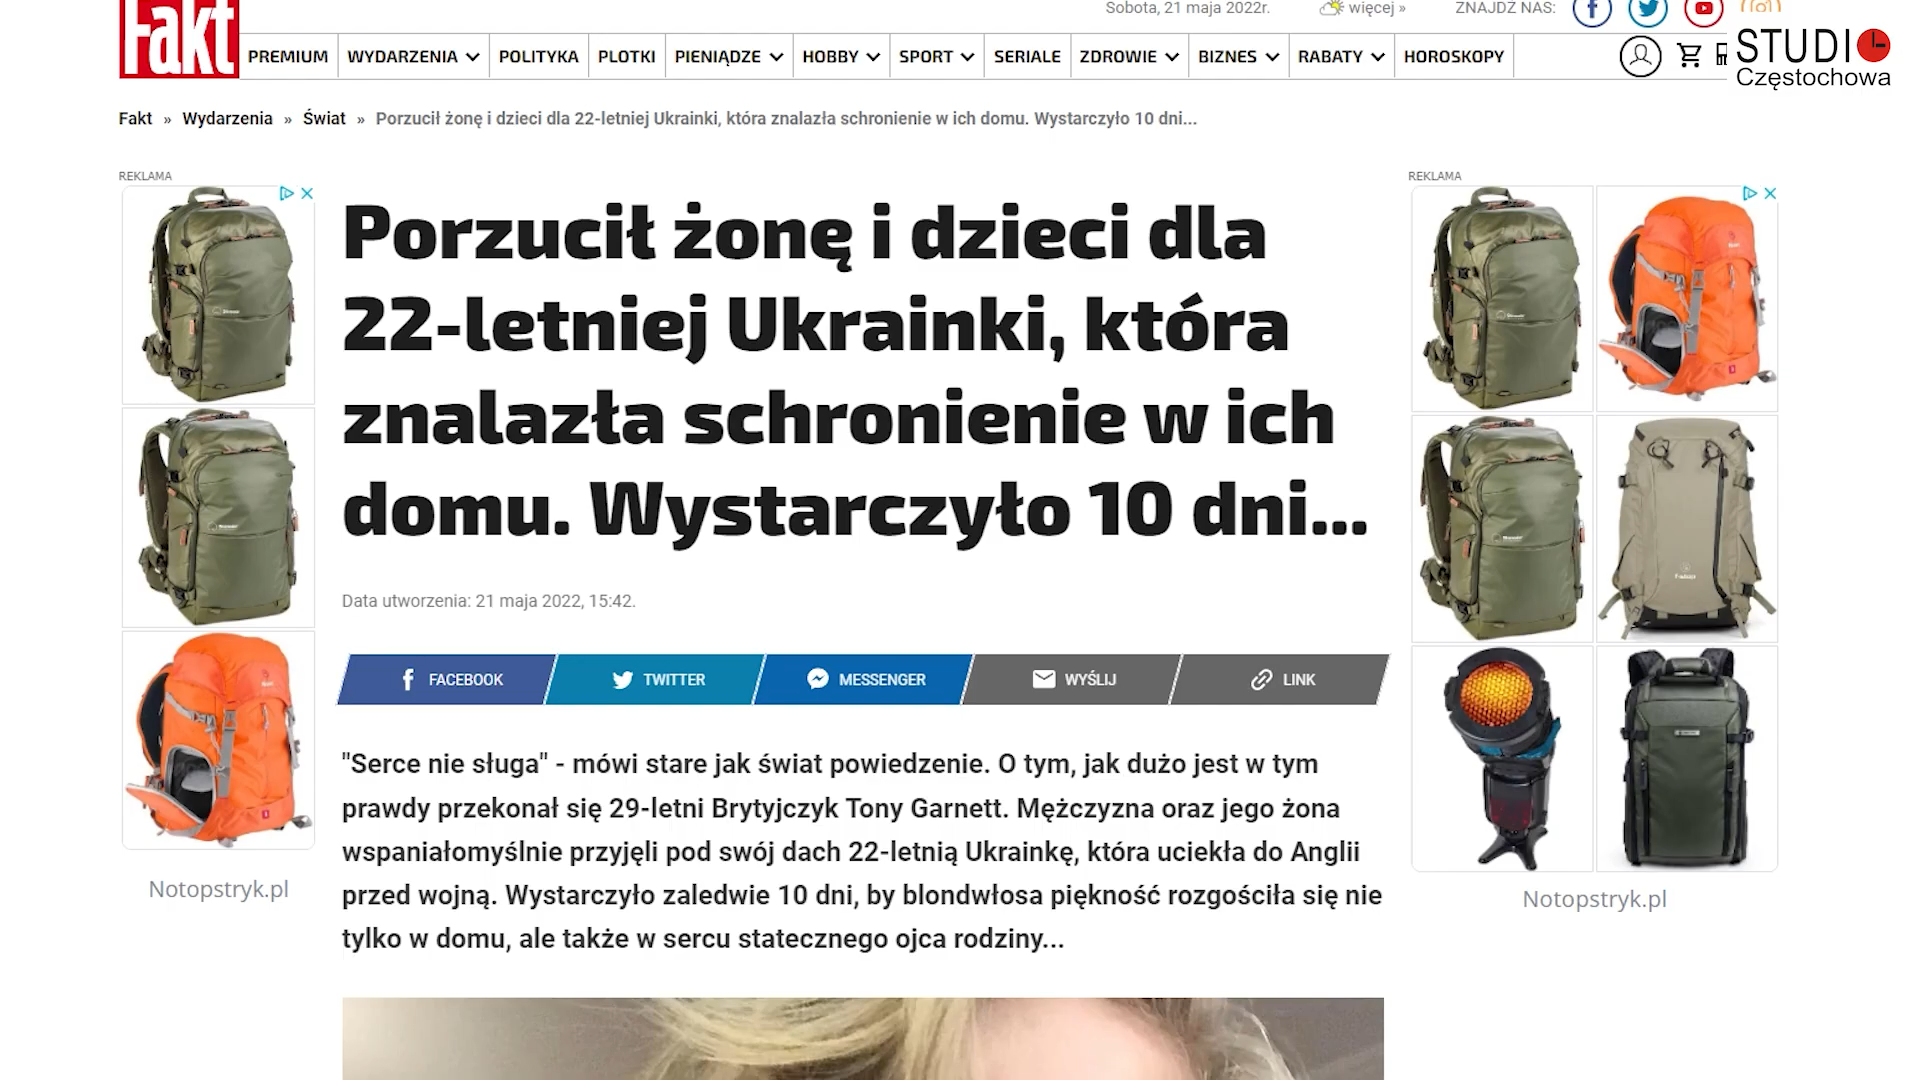 Fakt
Sobota, 21 maja 2022r.
więcej »
ZNAJDŹ NAS:
PREMIUM
WYDARZENIA
POLITYKA
PLOTKI
PIENIĄDZE
HOBBY
SPORT
SERIALE
ZDROWIE
BIZNES
RABATY
HOROSKOPY
STUDIO
Częstochowa
Fakt » Wydarzenia » Świat » Porzucił żonę i dzieci dla 22-letniej Ukrainki, która znalazła schronienie w ich domu. Wystarczyło 10 dni...
REKLAMA
REKLAMA
Porzucił żonę i dzieci dla
22-letniej Ukrainki, która
znalazła schronienie w ich
domu. Wystarczyło 10 dni...
Data utworzenia: 21 maja 2022, 15:42.
FACEBOOK
TWITTER
MESSENGER
WYŚLIJ
LINK
"Serce nie sługa" - mówi stare jak świat powiedzenie. O tym, jak dużo jest w tym
prawdy przekonał się 29-letni Brytyjczyk Tony Garnett. Mężczyzna oraz jego żona
wspaniałomyślnie przyjęli pod swój dach 22-letnią Ukrainkę, która uciekła do Anglii
przed wojną. Wystarczyło zaledwie 10 dni, by blondwłosa piękność rozgościła się nie
tylko w domu, ale także w sercu statecznego ojca rodziny...
Notopstryk.pl
Notopstryk.pl